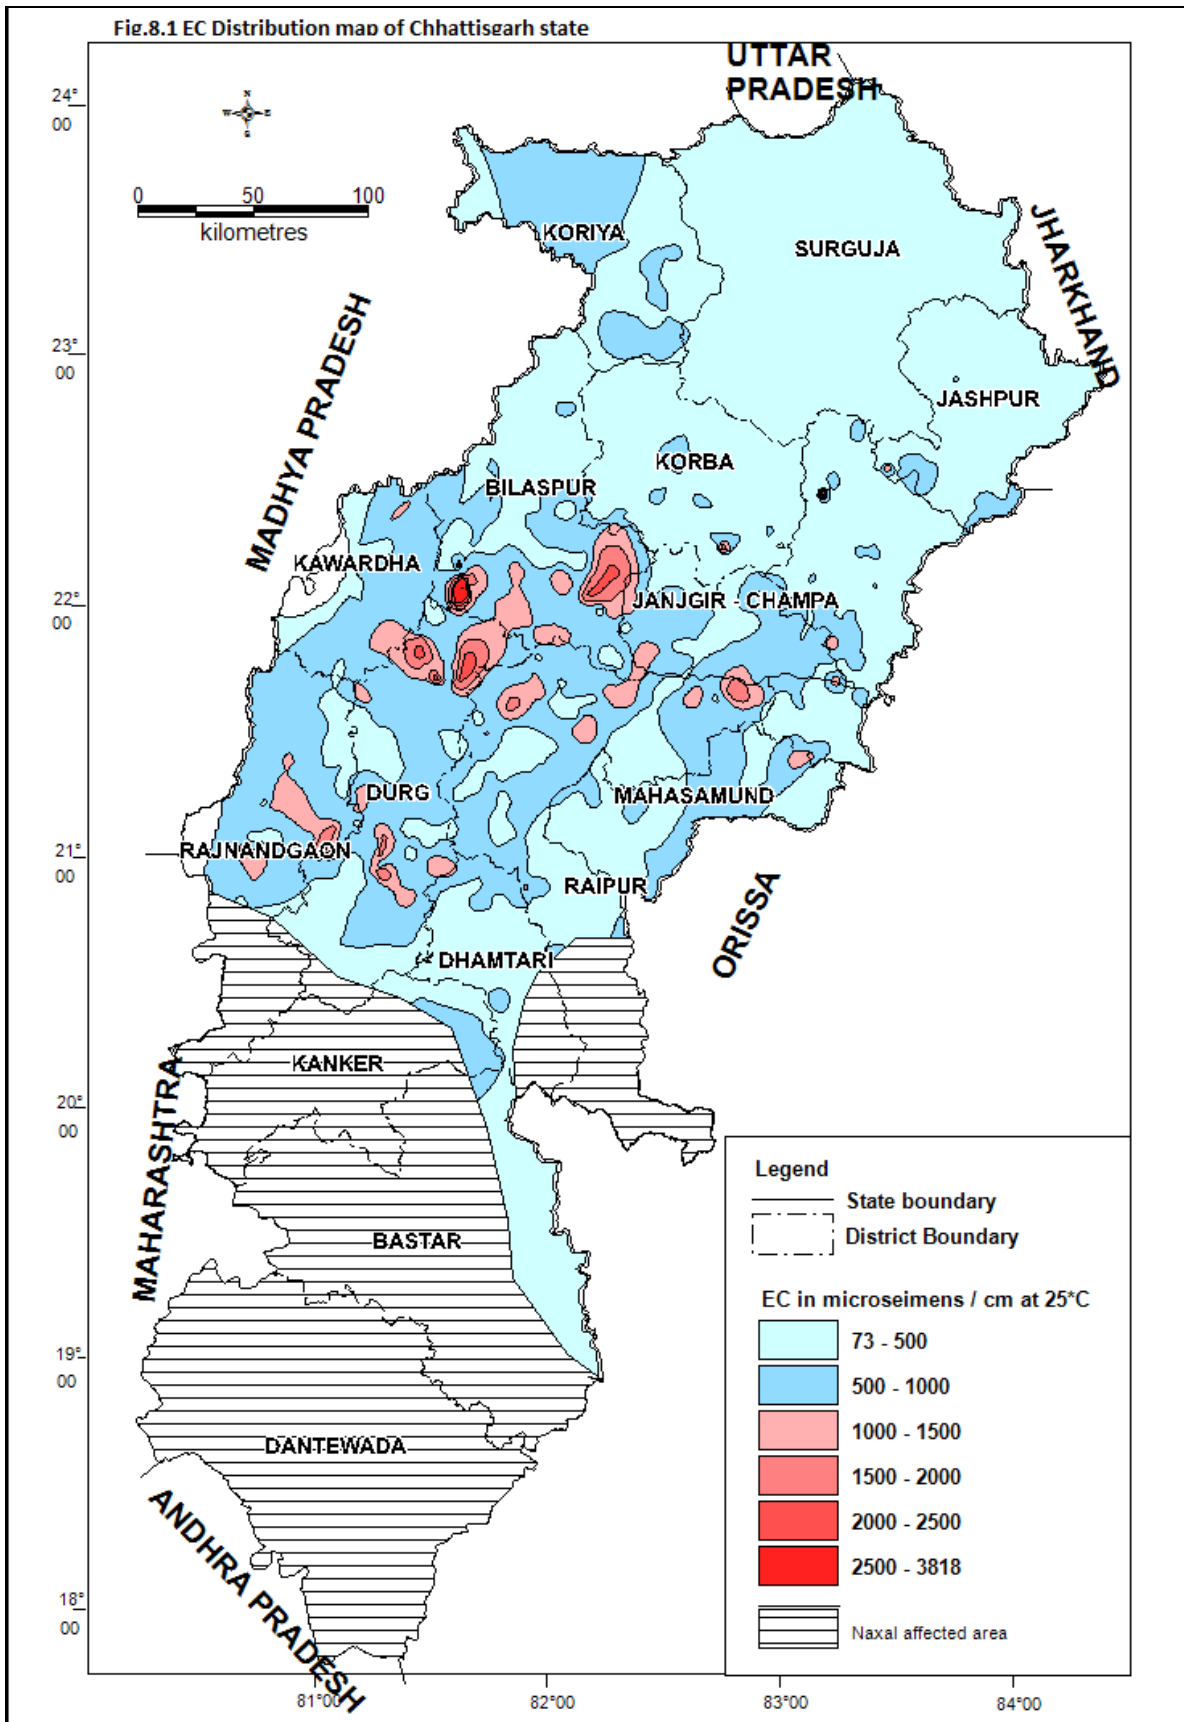 Fig.8.1 EC Distribution map of Chhattisgarh state
UTTAR
PRADESH
24°
00
N
W E
S
0 50 100
kilometres
KORIYA
SURGUJA
JHARKHAND
MADHYA PRADESH
23°
00
JASHPUR
KORBA
BILASPUR
KAWARDHA
JANJGIR - CHAMPA
22°
00
DURG
MAHASAMUND
RAJNANDGAON
21°
00
RAIPUR
ORISSA
DHAMTARI
KANKER
MAHARASHTRA
20°
00
BASTAR
19°
00
DANTEWADA
ANDHRA PRADESH
18°
00
Legend
State boundary
District Boundary
EC in microseimens / cm at 25*C
73 - 500
500 - 1000
1000 - 1500
1500 - 2000
2000 - 2500
2500 - 3818
Naxal affected area
81°00 82°00 83°00 84°00